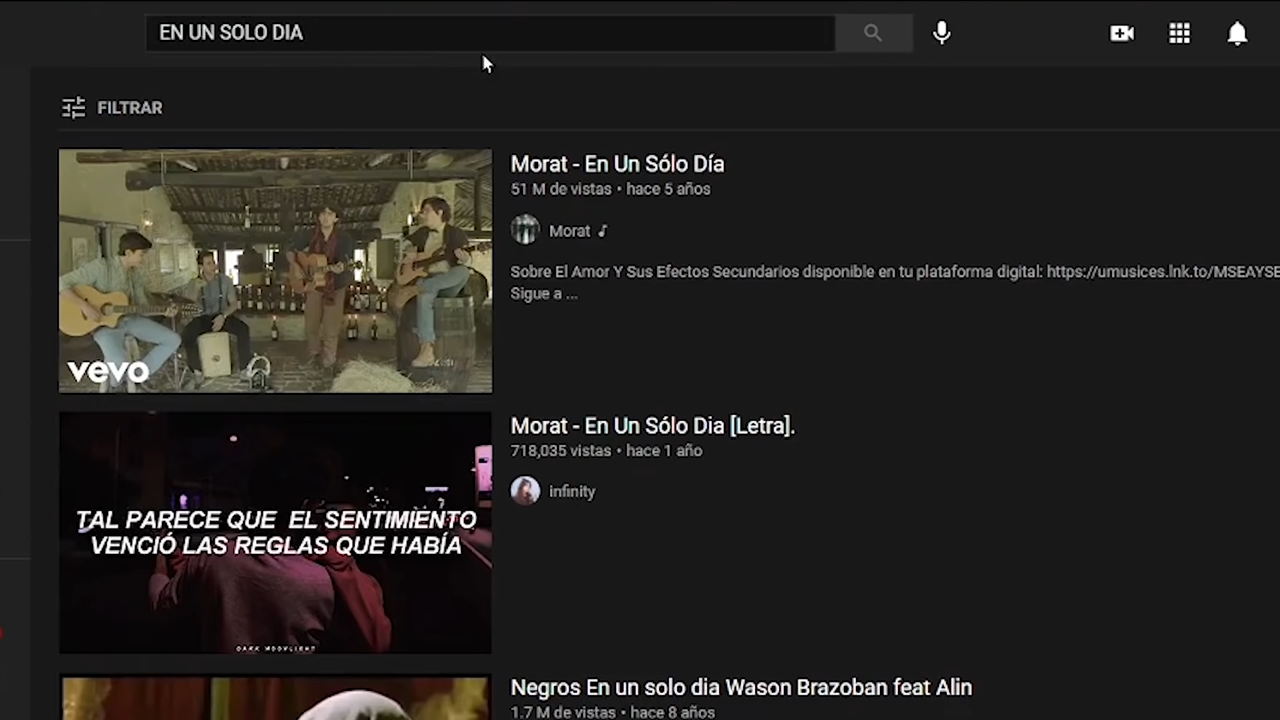 EN UN SOLO DIA
FILTRAR
Morat - En Un Sólo Día
51 M de vistas • hace 5 años
Morat ♪
Sobre El Amor Y Sus Efectos Secundarios disponible en tu plataforma digital: https://umusices.lnk.to/MSEAYSE
Sigue a ...
vevo
Morat - En Un Sólo Dia [Letra].
718,035 vistas • hace 1 año
infinity
TAL PARECE QUE EL SENTIMIENTO
VENCIÓ LAS REGLAS QUE HABÍA
DARK MOONLIGHT
Negros En un solo dia Wason Brazoban feat Alin
1.7 M de vistas • hace 8 años